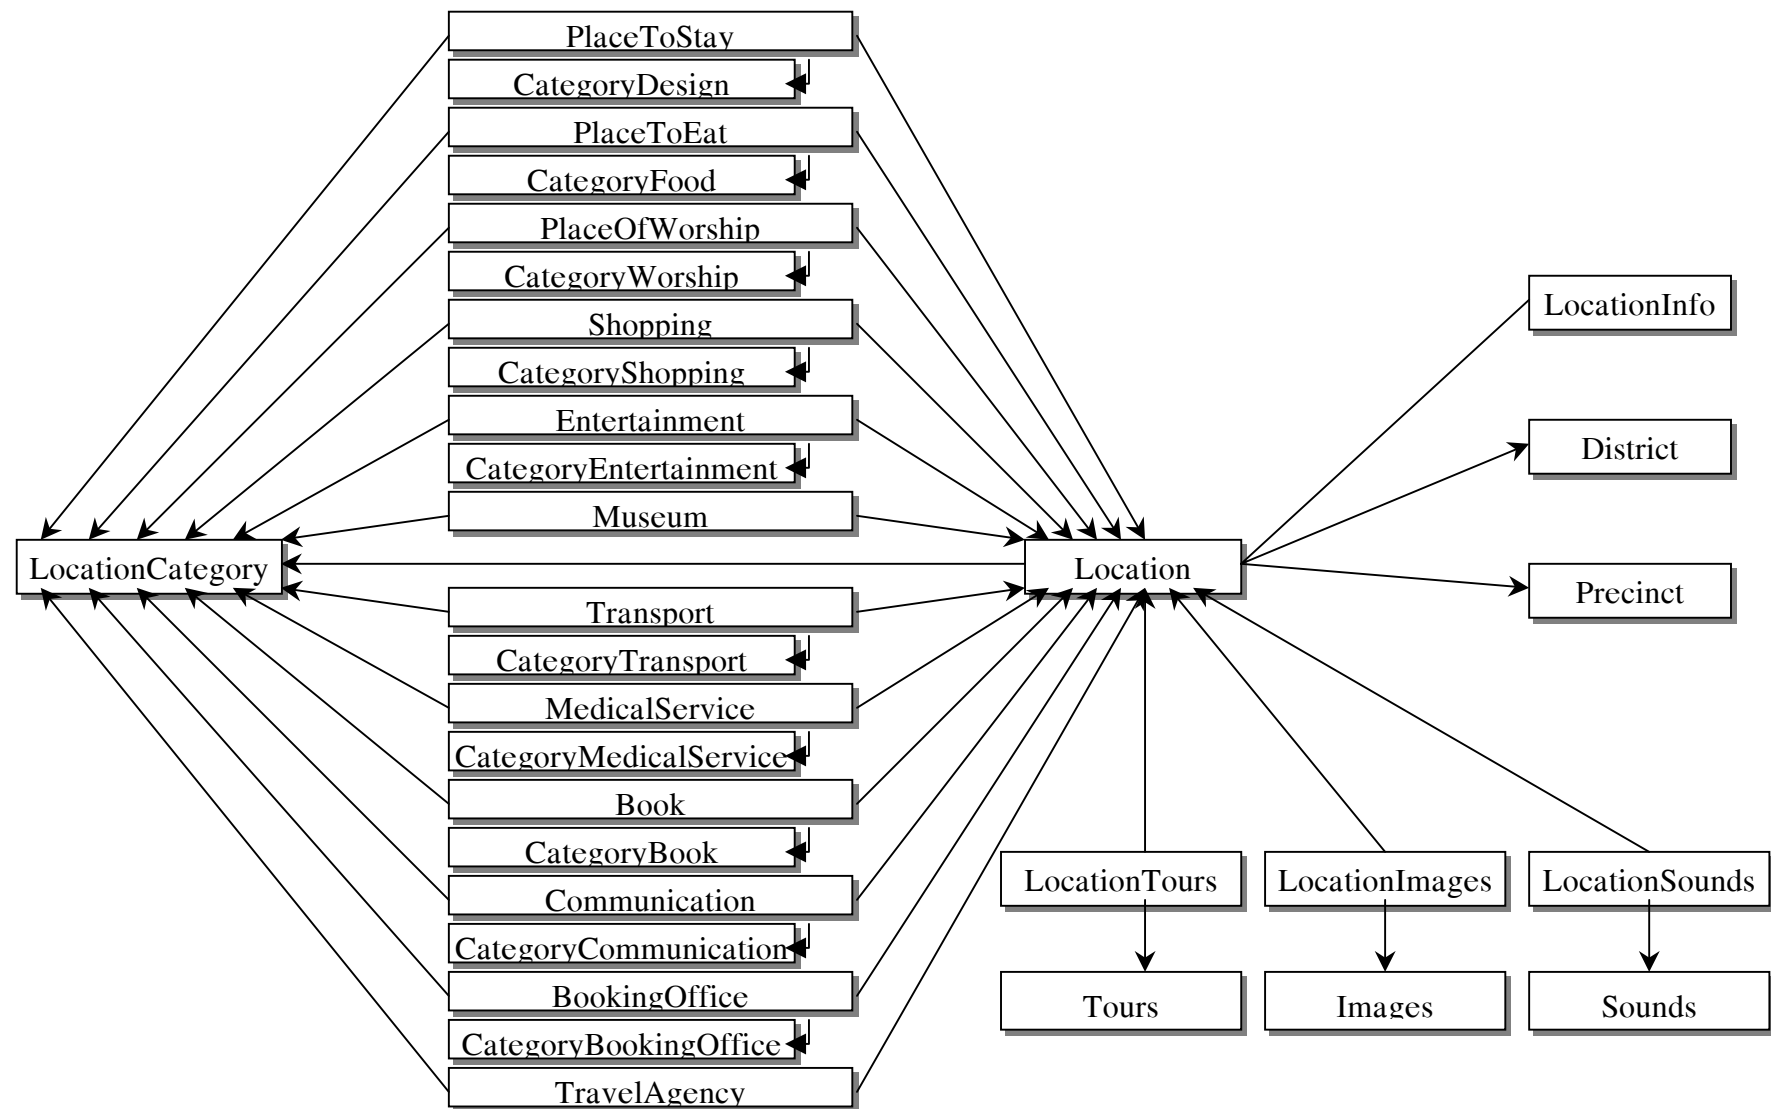 PlaceToStay
CategoryDesign
PlaceToEat
CategoryFood
PlaceOfWorship
CategoryWorship
Shopping
CategoryShopping
Entertainment
CategoryEntertainment
Museum
LocationCategory
Transport
CategoryTransport
MedicalService
CategoryMedicalService
Book
CategoryBook
Communication
CategoryCommunication
BookingOffice
CategoryBookingOffice
TravelAgency
Location
LocationInfo
District
Precinct
LocationTours
LocationImages
LocationSounds
Tours
Images
Sounds